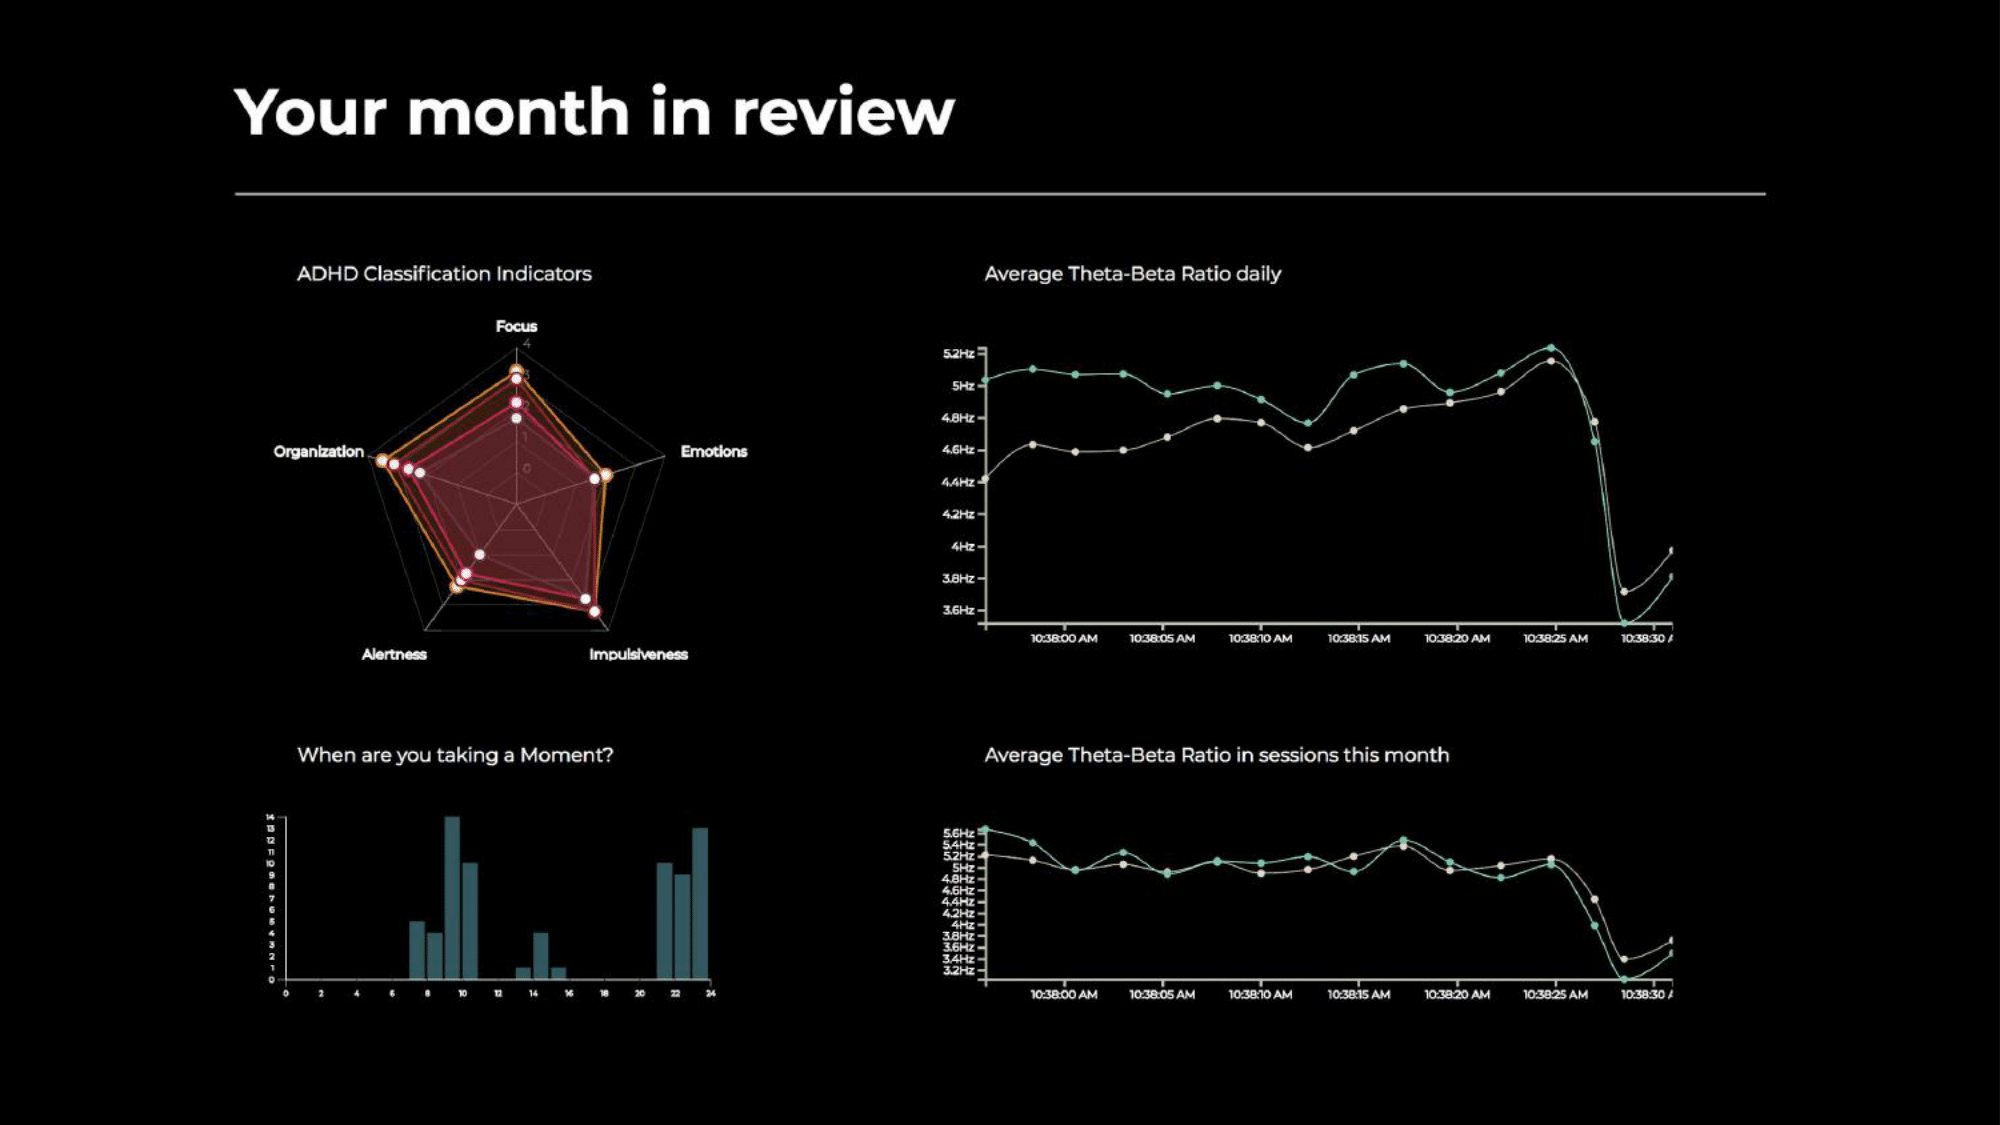 Your month in review
ADHD Classification Indicators
Focus
4
3
2
1
0
Organization
Emotions
Alertness
Impulsiveness
Average Theta-Beta Ratio daily
5.2Hz
5Hz
4.8Hz
4.6Hz
4.4Hz
4.2Hz
4Hz
3.8Hz
3.6Hz
10:38:00 AM 10:38:05 AM 10:38:10 AM 10:38:15 AM 10:38:20 AM 10:38:25 AM 10:38:30 A
When are you taking a Moment?
14
13
12
11
10
9
8
7
6
5
4
3
2
1
0
0 2 4 6 8 10 12 14 16 18 20 22 24
Average Theta-Beta Ratio in sessions this month
5.6Hz
5.4Hz
5.2Hz
5Hz
4.8Hz
4.6Hz
4.4Hz
4.2Hz
4Hz
3.8Hz
3.6Hz
3.4Hz
3.2Hz
10:38:00 AM 10:38:05 AM 10:38:10 AM 10:38:15 AM 10:38:20 AM 10:38:25 AM 10:38:30 A